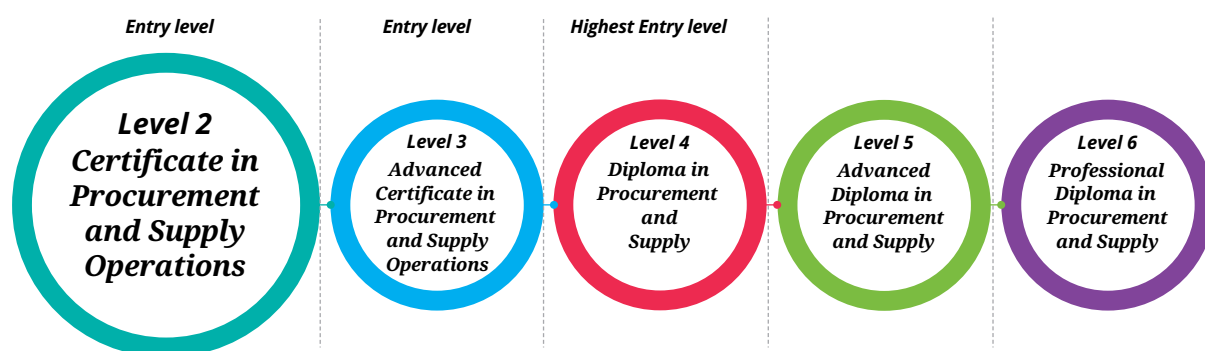 Entry level
Entry level
Highest Entry level
Level 2
Certificate in
Procurement
and Supply
Operations
Level 3
Advanced
Certificate in
Procurement
and Supply
Operations
Level 4
Diploma in
Procurement
and
Supply
Level 5
Advanced
Diploma in
Procurement
and Supply
Level 6
Professional
Diploma in
Procurement
and Supply